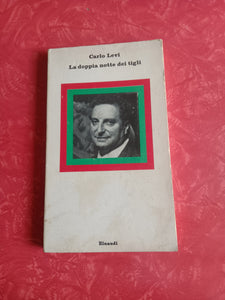 Carlo Levi
La doppia notte dei tigli
Einaudi